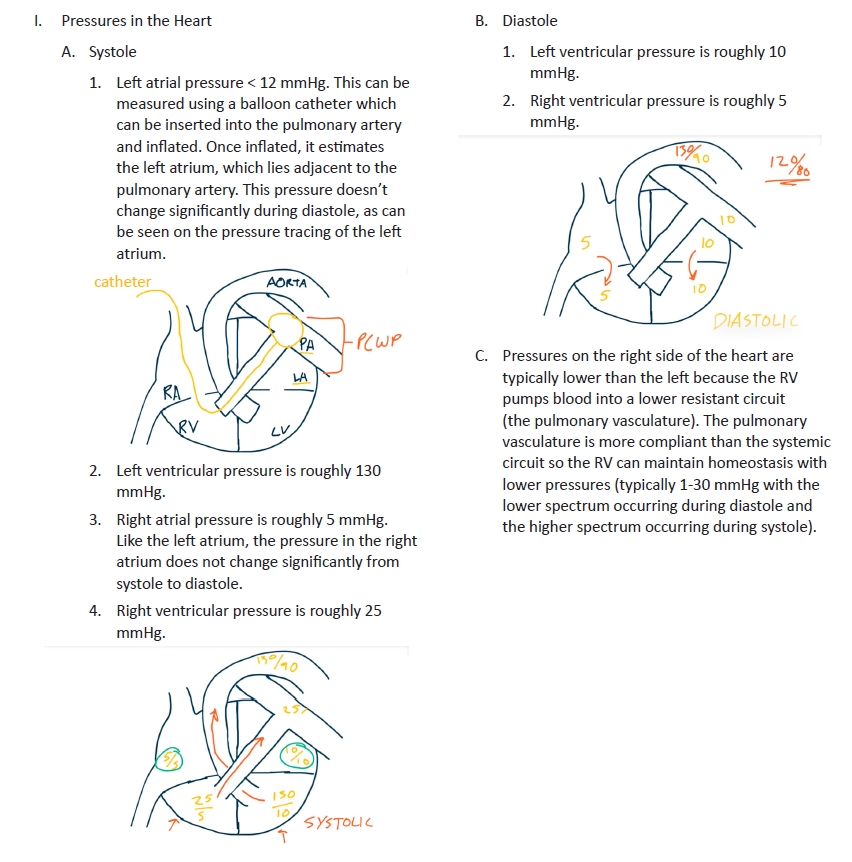 I. Pressures in the Heart
A. Systole
1. Left atrial pressure < 12 mmHg. This can be
measured using a balloon catheter which
can be inserted into the pulmonary artery
and inflated. Once inflated, it estimates
the left atrium, which lies adjacent to the
pulmonary artery. This pressure doesn't
change significantly during diastole, as can
be seen on the pressure tracing of the left
atrium.
catheter
AORTA
PA
PCWP
LA
RA
RV
LV
2. Left ventricular pressure is roughly 130
mmHg.
3. Right atrial pressure is roughly 5 mmHg.
Like the left atrium, the pressure in the right
atrium does not change significantly from
systole to diastole.
4. Right ventricular pressure is roughly 25
mmHg.
130/90
25/
5/5
10/10
25
5
130
10
SYSTOLIC
B. Diastole
1. Left ventricular pressure is roughly 10
mmHg.
2. Right ventricular pressure is roughly 5
mmHg.
130/90
120/80
10
5
10
10
5
DIASTOLIC
C. Pressures on the right side of the heart are
typically lower than the left because the RV
pumps blood into a lower resistant circuit
(the pulmonary vasculature). The pulmonary
vasculature is more compliant than the systemic
circuit so the RV can maintain homeostasis with
lower pressures (typically 1-30 mmHg with the
lower spectrum occurring during diastole and
the higher spectrum occurring during systole).